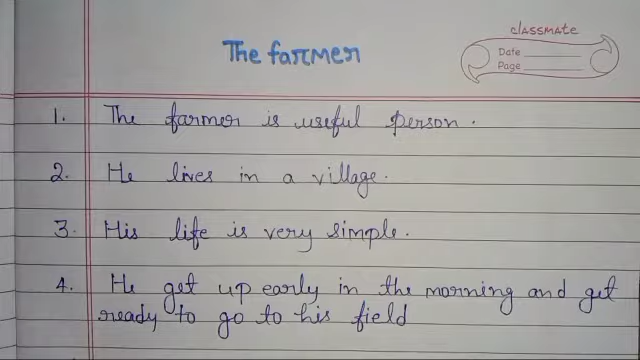 classmate
The farmer
Date
Page
1. The farmer is useful person.
2. He lives in a village.
3. His life is very simple.
4. He get up early in the morning and get
ready to go to his field